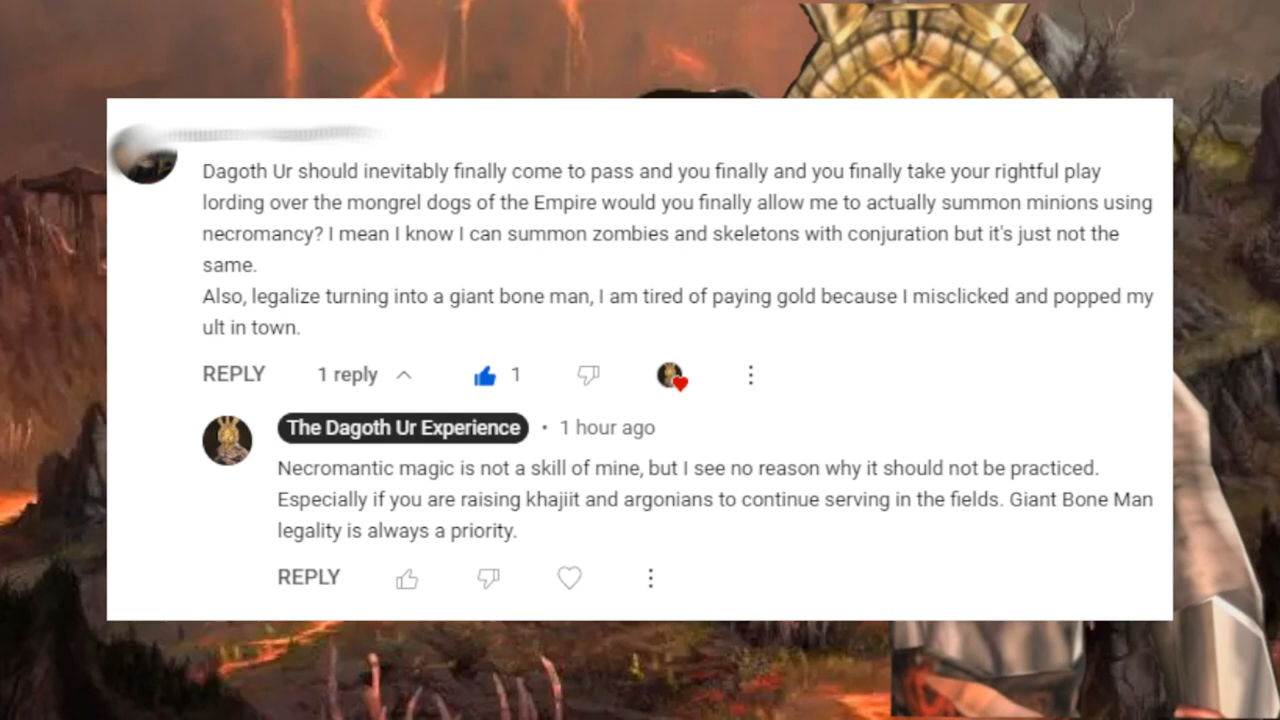 Dagoth Ur should inevitably finally come to pass and you finally and you finally take your rightful play
lording over the mongrel dogs of the Empire would you finally allow me to actually summon minions using
necromancy? I mean I know I can summon zombies and skeletons with conjuration but it's just not the
same.
Also, legalize turning into a giant bone man, I am tired of paying gold because I misclicked and popped my
ult in town.
REPLY 1 reply 1
The Dagoth Ur Experience • 1 hour ago
Necromantic magic is not a skill of mine, but I see no reason why it should not be practiced.
Especially if you are raising khajiit and argonians to continue serving in the fields. Giant Bone Man
legality is always a priority.
REPLY